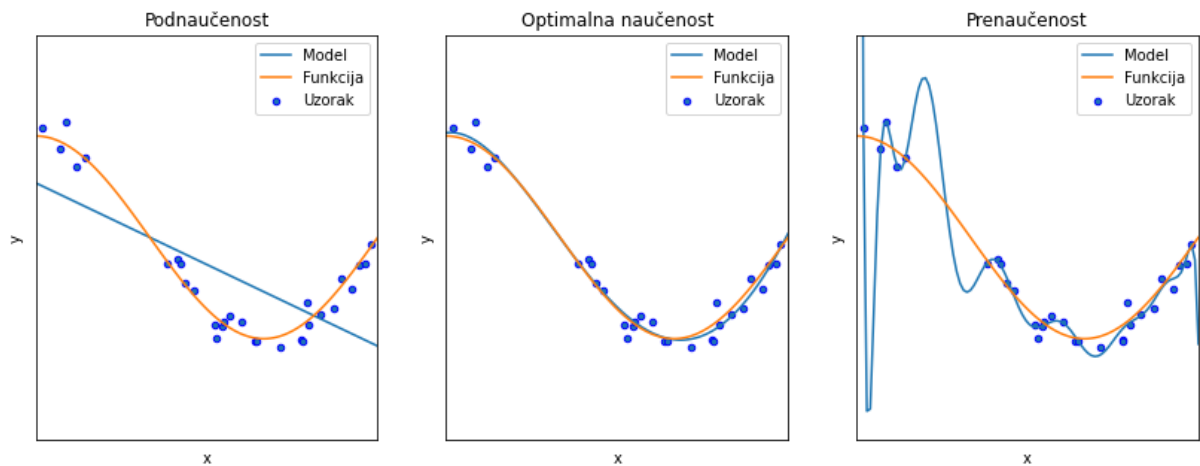 Podnaučenost
Model
Funkcija
Uzorak
y
x
Optimalna naučenost
Model
Funkcija
Uzorak
y
x
Prenaučenost
Model
Funkcija
Uzorak
y
x